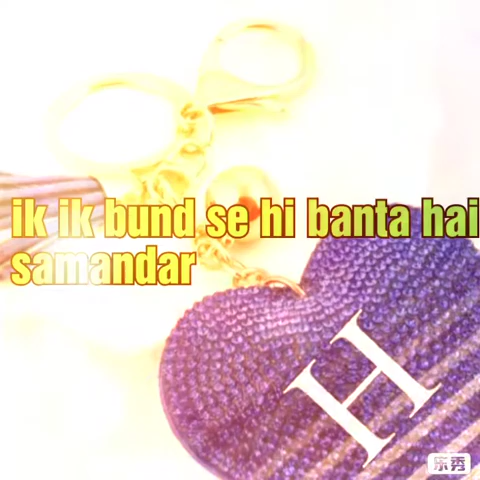 ik ik bund se hi banta hai
samandar
H
乐秀